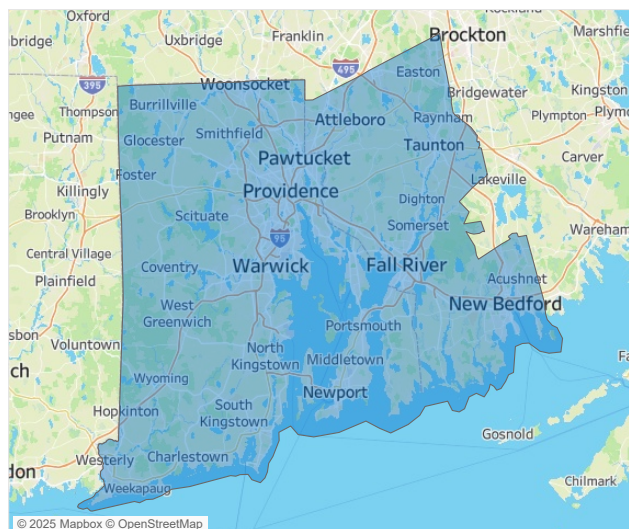 Oxford
Rockland
bridge
Uxbridge
Franklin
Brockton
Marshfie
495
395
Easton
Woonsocket
Bridgewater
Kingston
Thompson
Burrillville
ngee
Attleboro
Raynham
Plympton
Plym
Putnam
Smithfield
Glocester
Taunton
Pawtucket
Carver
Foster
Killingly
Providence
Lakeville
Dighton
Brooklyn
Scituate
Somerset
Wareham
95
Central Village
Coventry
Warwick
Fall River
Acushnet
Plainfield
West
Greenwich
New Bedford
Portsmouth
sbon
Voluntown
North
Kingstown
Middletown
Fa
ch
Wyoming
Newport
Hopkinton
South
Kingstown
Gosnold
Westerly
Charlestown
don
Weekapaug
Chilmark
© 2025 Mapbox © OpenStreetMap